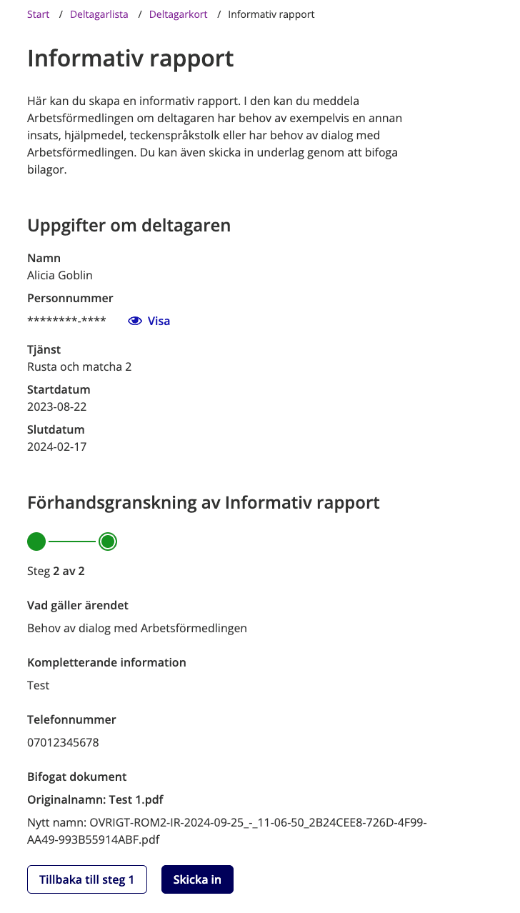 Start / Deltagarlista / Deltagarkort / Informativ rapport
Informativ rapport
Här kan du skapa en informativ rapport. I den kan du meddela
Arbetsförmedlingen om deltagaren har behov av exempelvis en annan
insats, hjälpmedel, teckenspråkstolk eller har behov av dialog med
Arbetsförmedlingen. Du kan även skicka in underlag genom att bifoga
bilagor.
Uppgifter om deltagaren
Namn
Alicia Goblin
Personnummer
********-**** Visa
Tjänst
Rusta och matcha 2
Startdatum
2023-08-22
Slutdatum
2024-02-17
Förhandsgranskning av Informativ rapport
Steg 2 av 2
Vad gäller ärendet
Behov av dialog med Arbetsförmedlingen
Kompletterande information
Test
Telefonnummer
07012345678
Bifogat dokument
Originalnamn: Test 1.pdf
Nytt namn: OVRIGT-ROM2-IR-2024-09-25_-_11-06-50_2B24CEE8-726D-4F99-
AA49-993B55914ABF.pdf
Tillbaka till steg 1 Skicka in